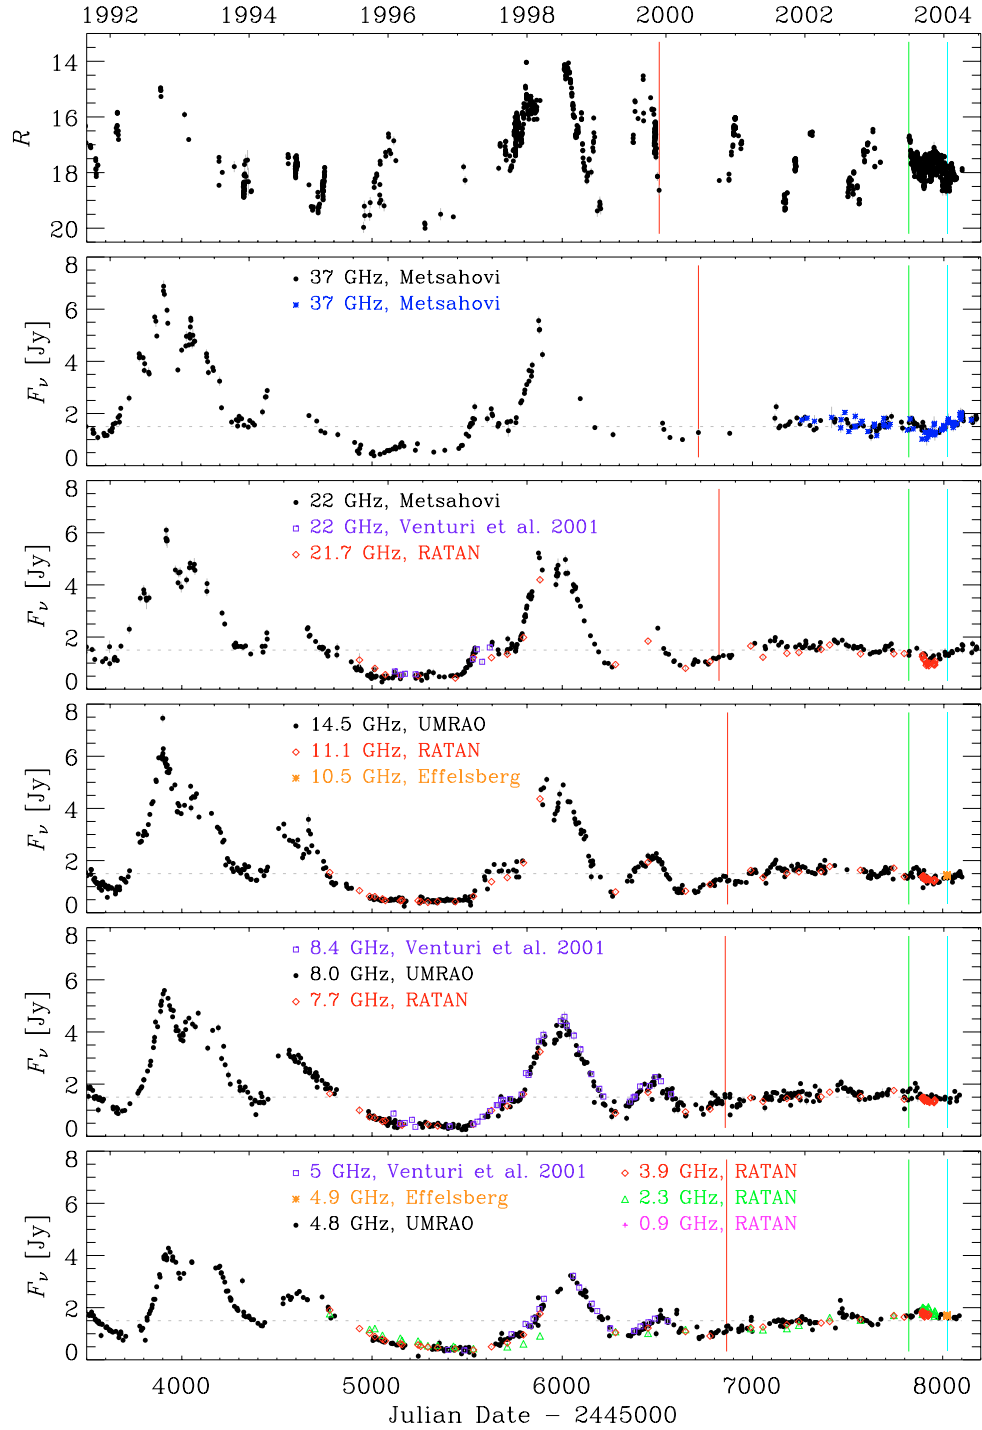 1992 1994 1996 1998 2000 2002 2004
14
16
R
18
20
8
37 GHz, Metsahovi
37 GHz, Metsahovi
6
Fν [Jy]
4
2
0
8
22 GHz, Metsahovi
22 GHz, Venturi et al. 2001
21.7 GHz, RATAN
6
Fν [Jy]
4
2
0
8
14.5 GHz, UMRAO
11.1 GHz, RATAN
10.5 GHz, Effelsberg
6
Fν [Jy]
4
2
0
8
8.4 GHz, Venturi et al. 2001
8.0 GHz, UMRAO
7.7 GHz, RATAN
6
Fν [Jy]
4
2
0
8
5 GHz, Venturi et al. 2001 3.9 GHz, RATAN
4.9 GHz, Effelsberg 2.3 GHz, RATAN
4.8 GHz, UMRAO 0.9 GHz, RATAN
6
Fν [Jy]
4
2
0
4000 5000 6000 7000 8000
Julian Date − 2445000